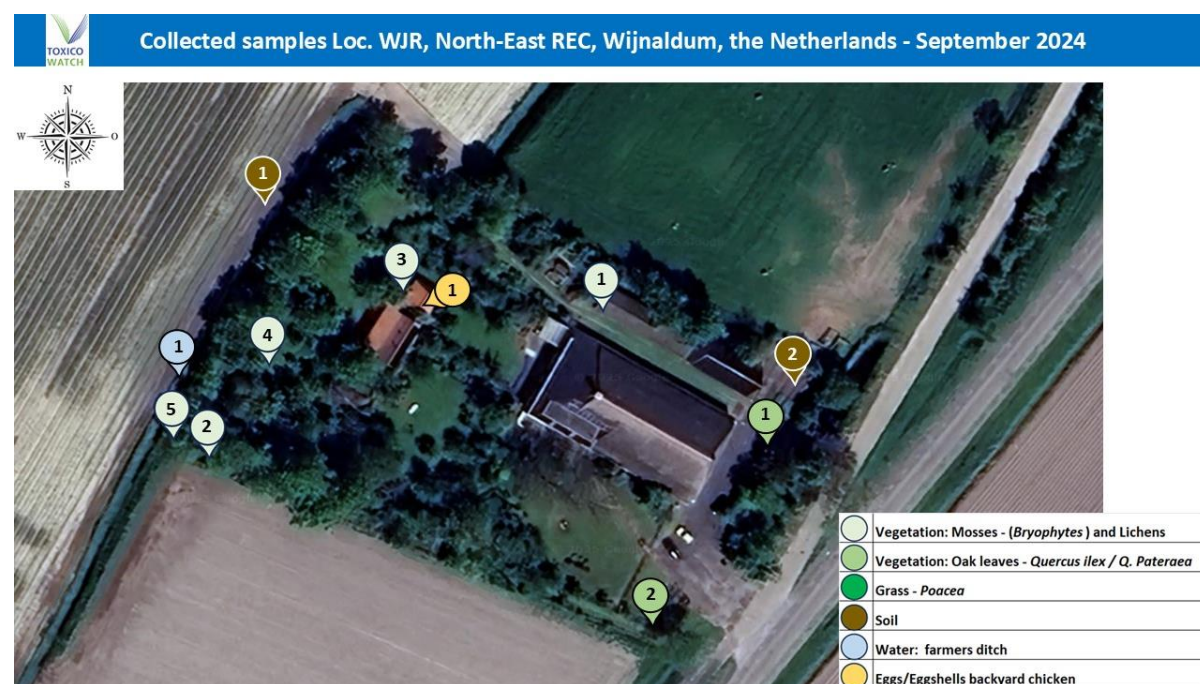 TOXICO
WATCH
Collected samples Loc. WJR, North-East REC, Wijnaldum, the Netherlands - September 2024
N
W
O
S
1
3
1
1
4
1
2
5
2
1
2
Vegetation: Mosses - (Bryophytes ) and Lichens
Vegetation: Oak leaves - Quercus ilex / Q. Pateraea
Grass - Poacea
Soil
Water: farmers ditch
Eggs/Eggshells backyard chicken